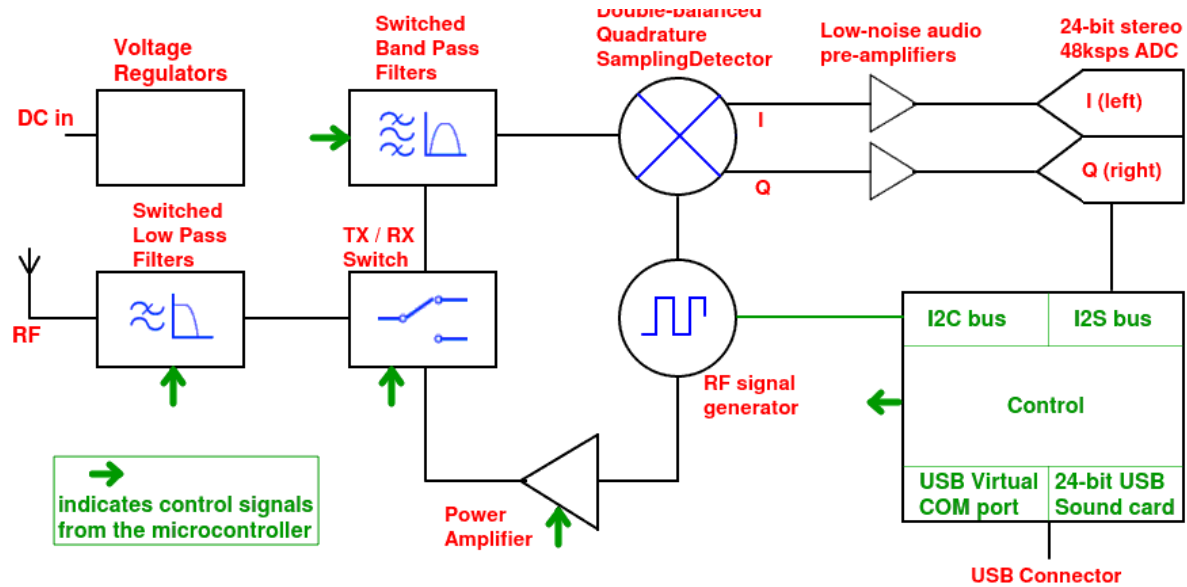 Voltage
Regulators
DC in
Switched
Band Pass
Filters
Double-balanced
Quadrature
SamplingDetector
Low-noise audio
pre-amplifiers
24-bit stereo
48ksps ADC
I
Q
I (left)
Q (right)
Switched
Low Pass
Filters
TX / RX
Switch
RF
RF signal
generator
I2C bus
I2S bus
Control
USB Virtual
COM port
24-bit USB
Sound card
Power
Amplifier
indicates control signals
from the microcontroller
USB Connector